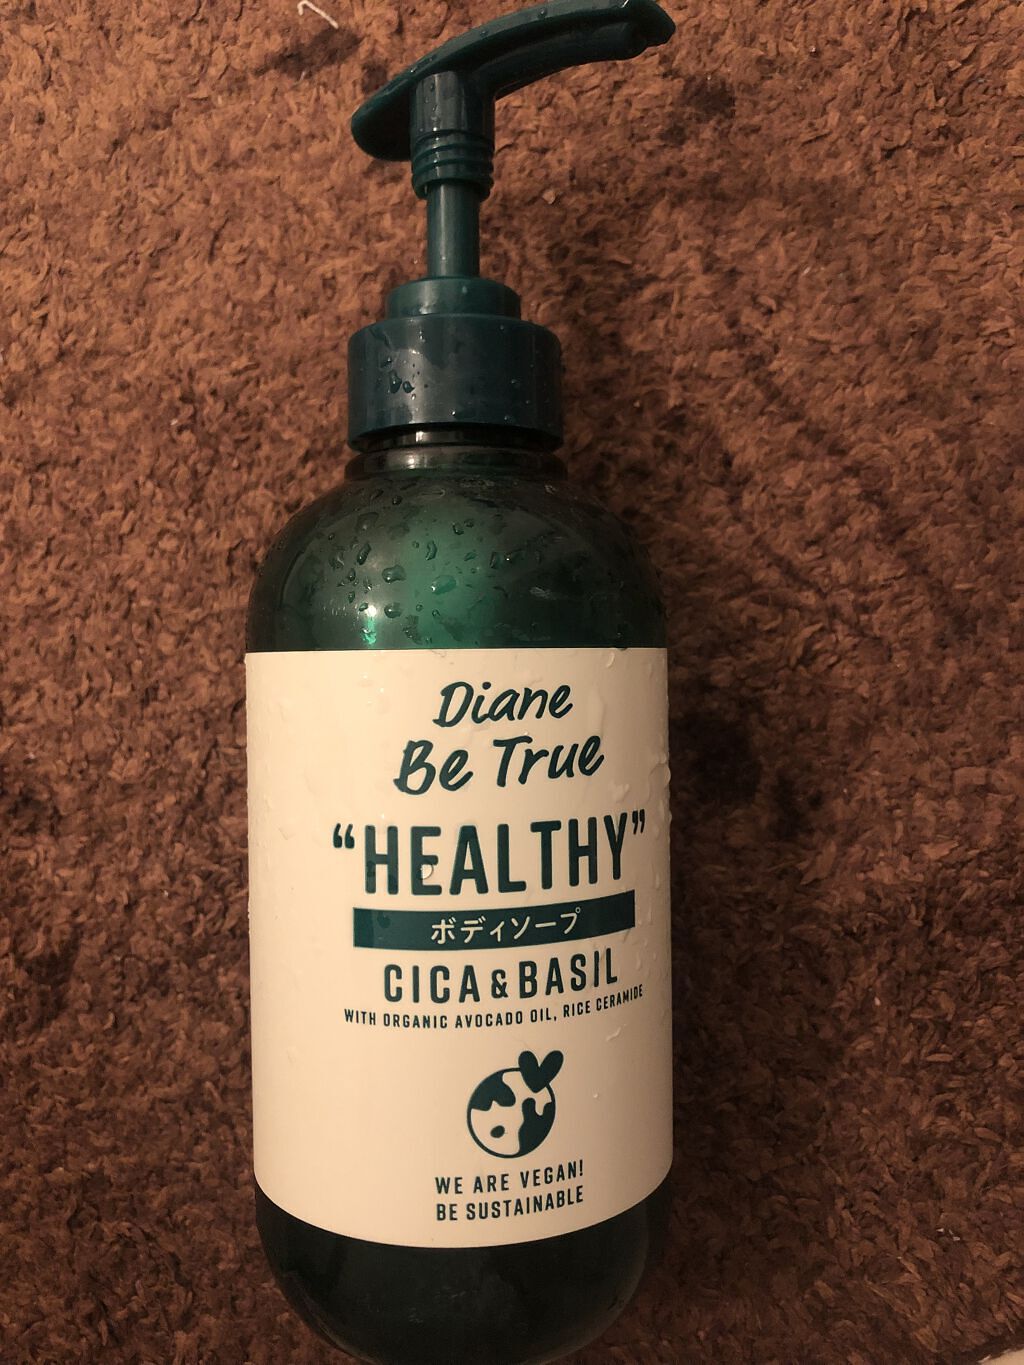 Diane
Be True
“HEALTHY”
ボディソープ
CICA & BASIL
WITH ORGANIC AVOCADO OIL, RICE CERAMIDE
WE ARE VEGAN!
BE SUSTAINABLE